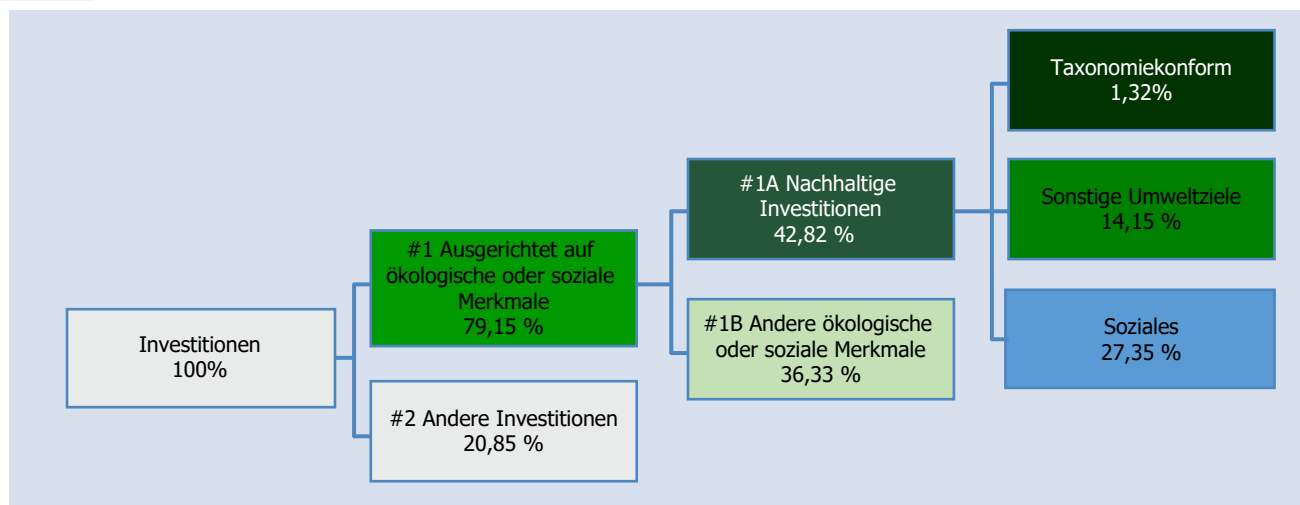 Investitionen
100%
#1 Ausgerichtet auf
ökologische oder soziale
Merkmale
79,15 %
#2 Andere Investitionen
20,85 %
#1A Nachhaltige
Investitionen
42,82 %
#1B Andere ökologische
oder soziale Merkmale
36,33 %
Taxonomiekonform
1,32%
Sonstige Umweltziele
14,15 %
Soziales
27,35 %